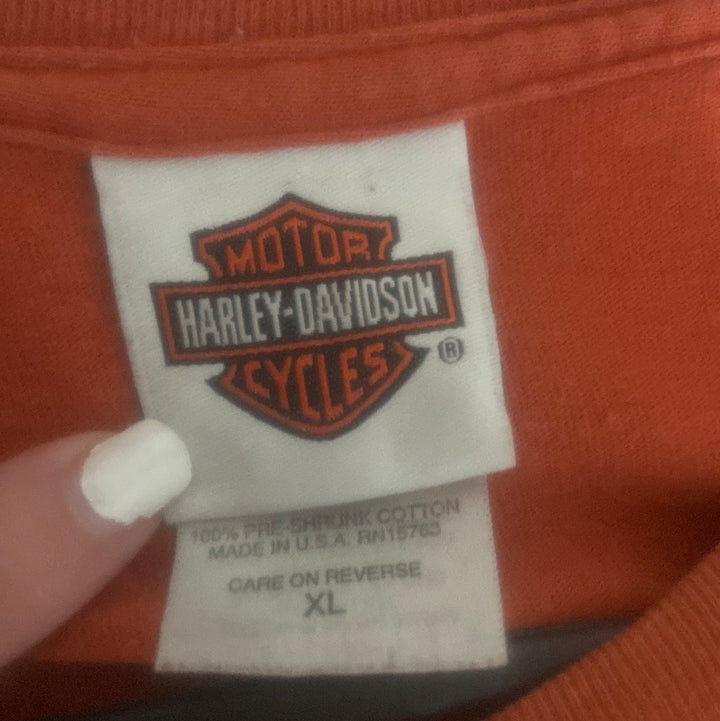 MOTOR
HARLEY-DAVIDSON
CYCLES
®
100% PRE-SHRUNK COTTON
MADE IN U.S.A. RN15763
CARE ON REVERSE
XL